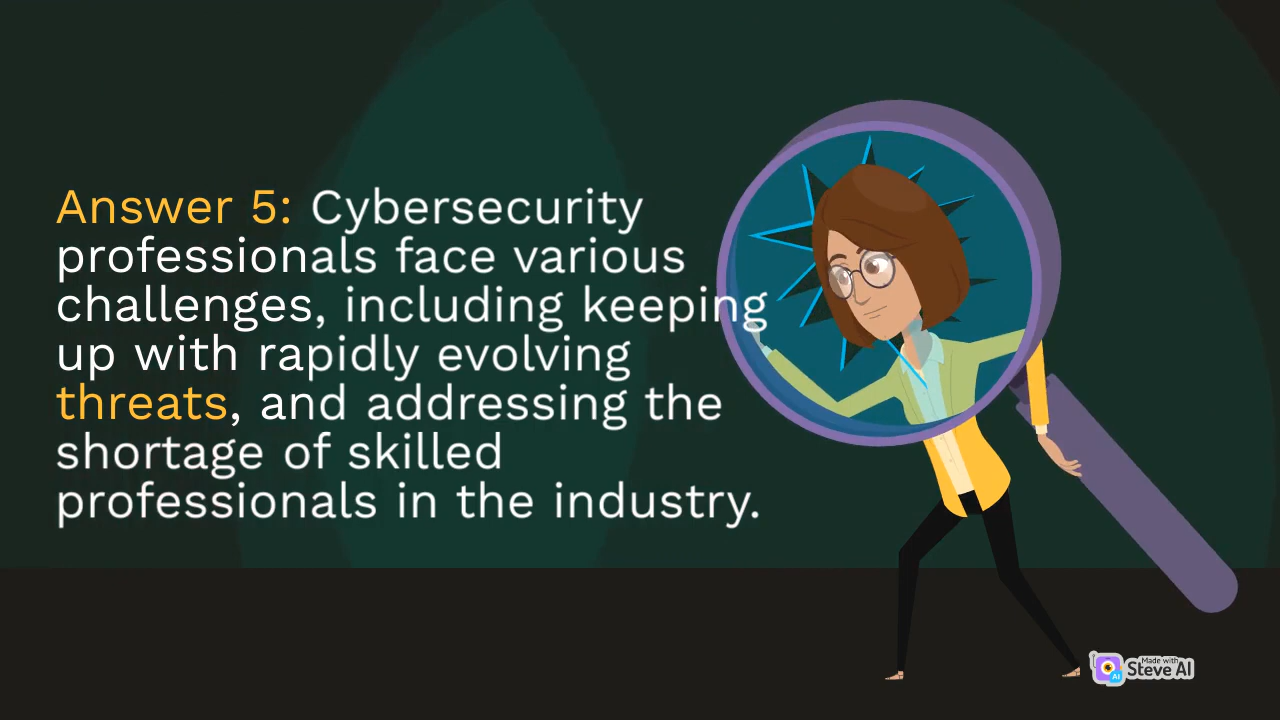 Answer 5: Cybersecurity
professionals face various
challenges, including keeping
up with rapidly evolving
threats, and addressing the
shortage of skilled
professionals in the industry.
Made with
Steve AI
AI